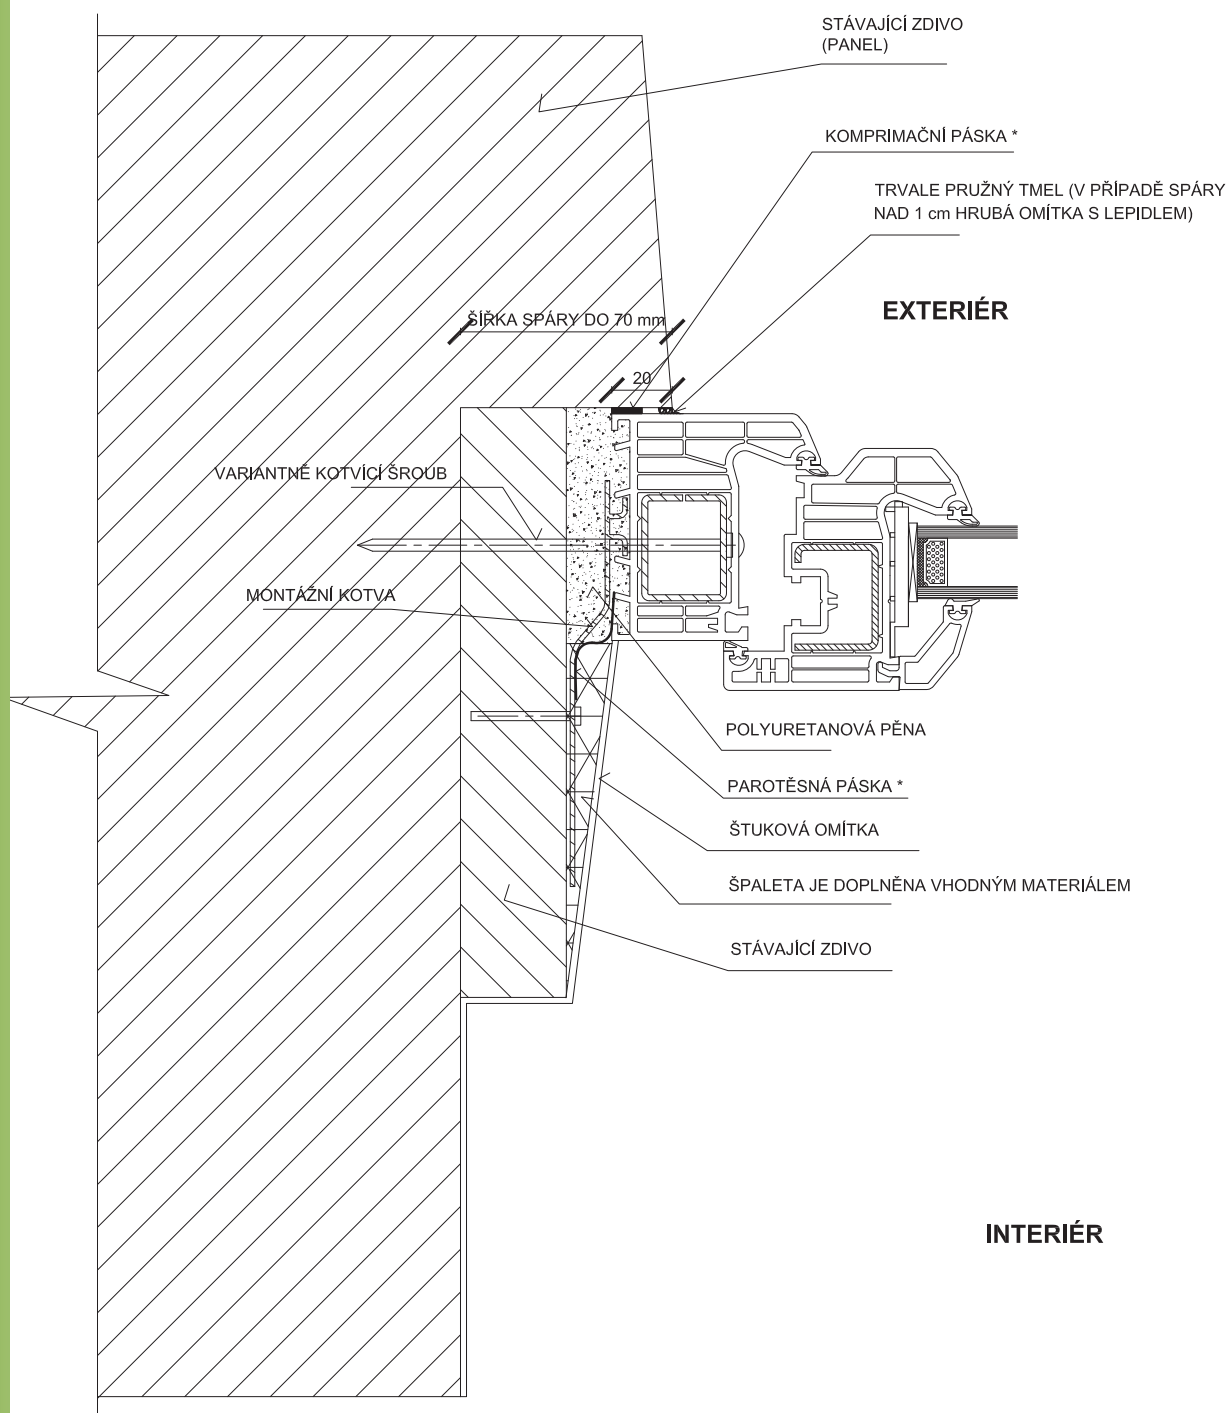 STÁVAJÍCÍ ZDIVO
(PANEL)
KOMPRIMAČNÍ PÁSKA *
TRVALE PRUŽNÝ TMEL (V PŘÍPADĚ SPÁRY
NAD 1 cm HRUBÁ OMÍTKA S LEPIDLEM)
EXTERIÉR
ŠÍŘKA SPÁRY DO 70 mm
20
VARIANTNĚ KOTVÍCÍ ŠROUB
MONTÁŽNÍ KOTVA
POLYURETANOVÁ PĚNA
PAROTĚSNÁ PÁSKA *
ŠTUKOVÁ OMÍTKA
ŠPALETA JE DOPLNĚNA VHODNÝM MATERIÁLEM
STÁVAJÍCÍ ZDIVO
INTERIÉR